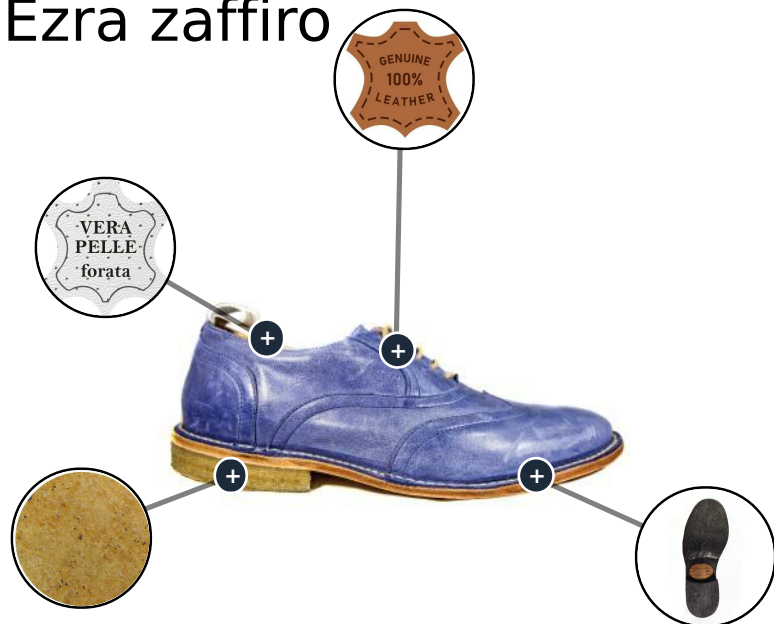 Ezra zaffiro
GENUINE
100%
LEATHER
VERA
PELLE
forata